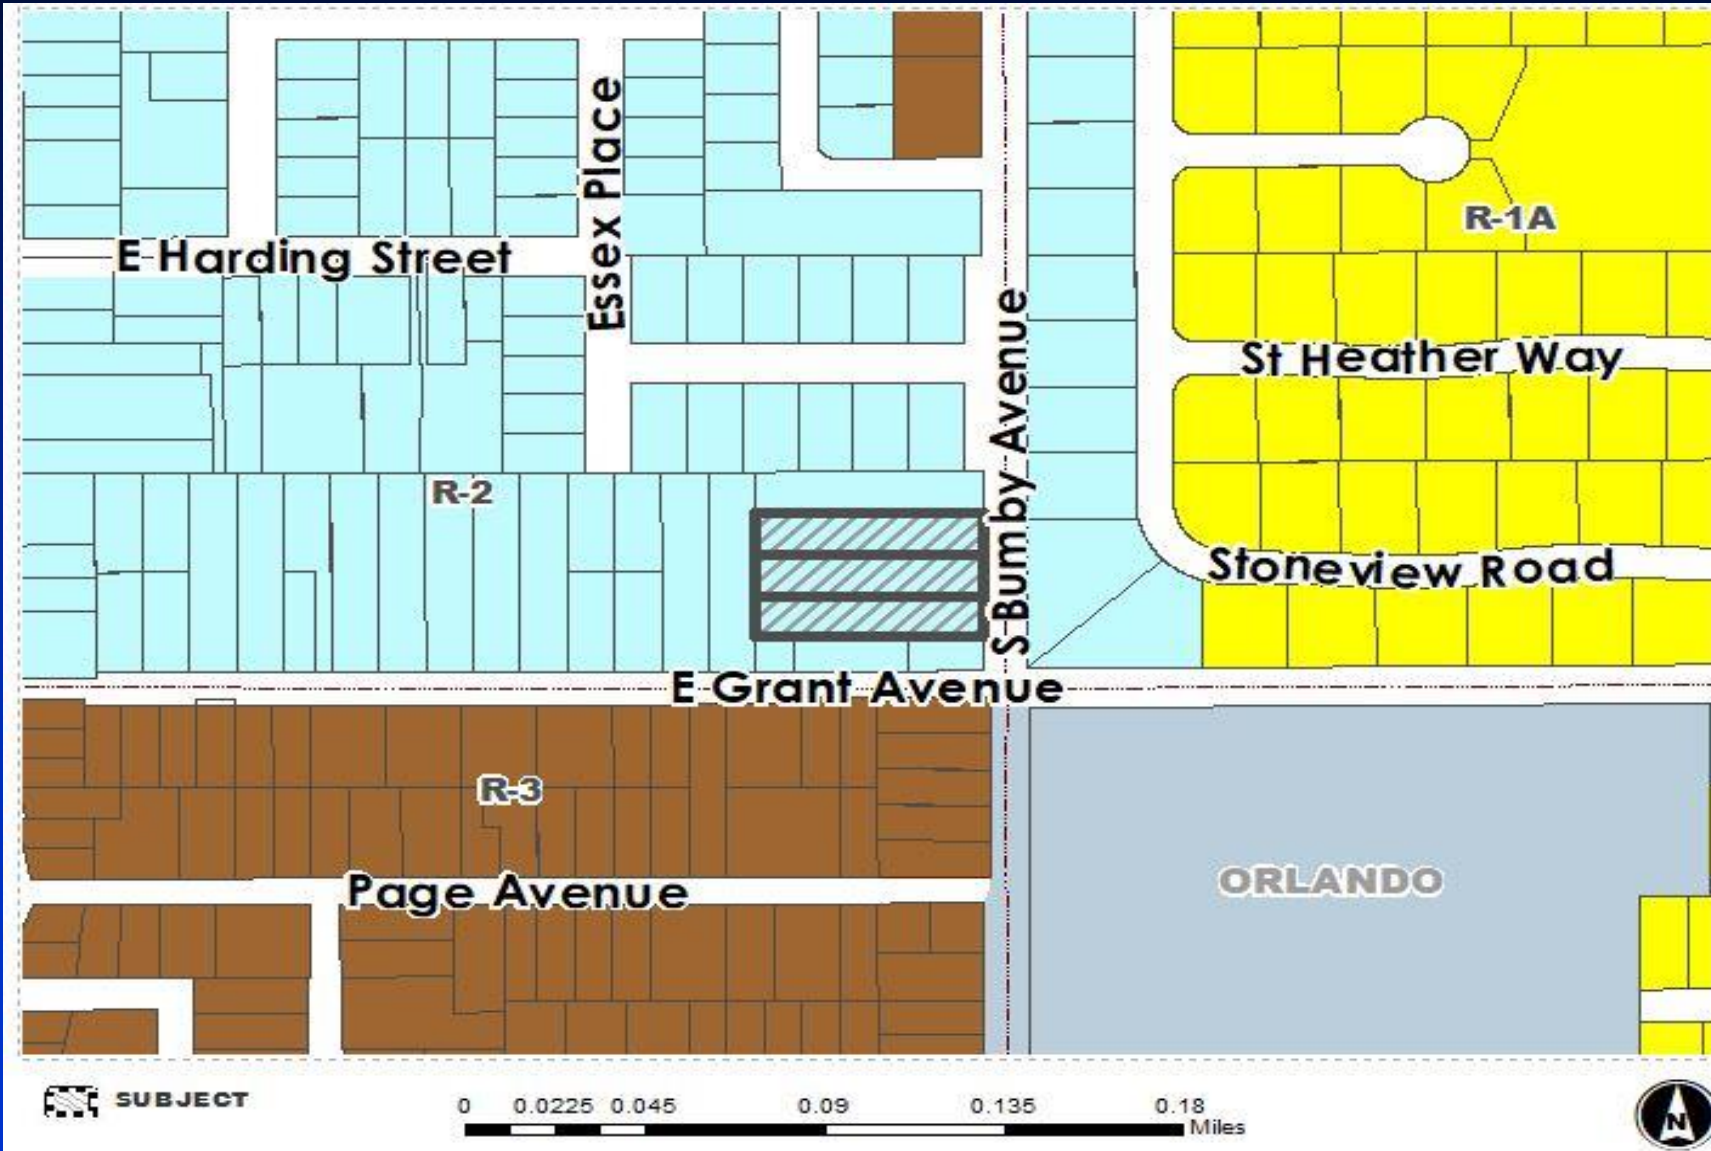 Essex Place
R-1A
E Harding Street
St Heather Way
S Bumby Avenue
R-2
Stoneview Road
E Grant Avenue
R-3
ORLANDO
Page Avenue
SUBJECT
0 0.0225 0.045 0.09 0.135 0.18
Miles
N